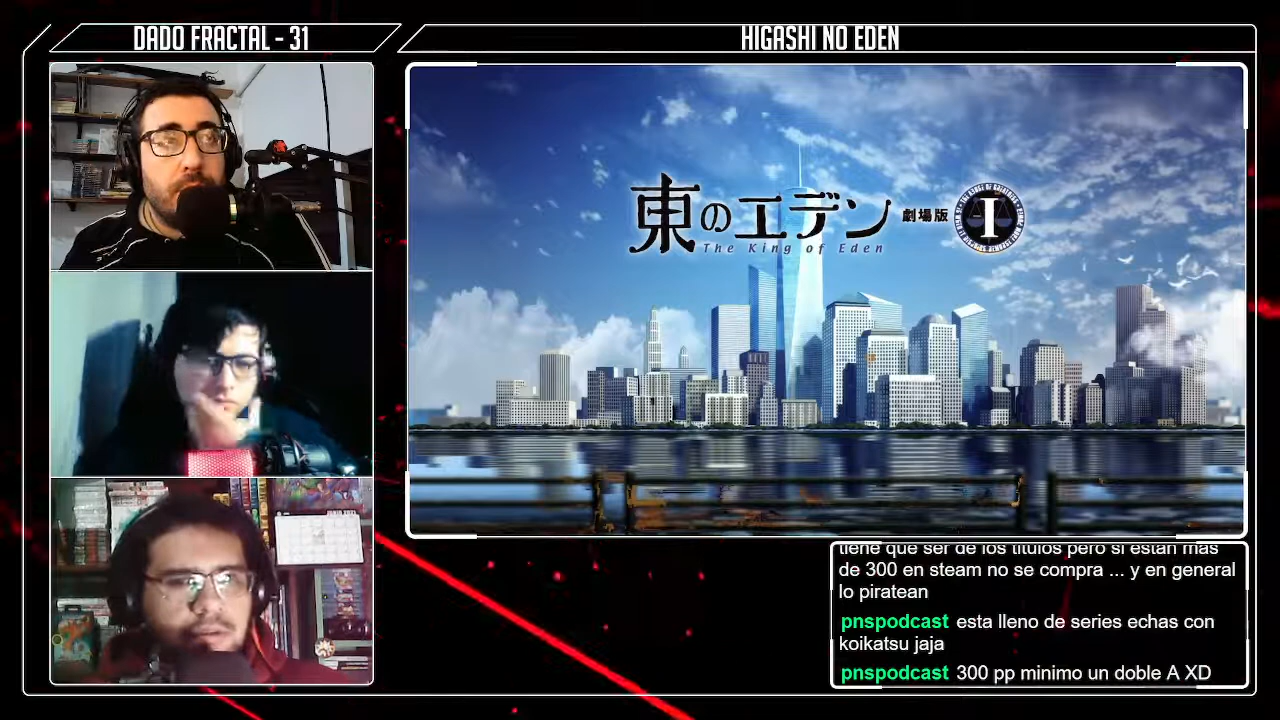 DADO FRACTAL - 31
HIGASHI NO EDEN
東のエデン 劇場版 I
The King of Eden
tiene que ser de los titulos pero si estan mas
de 300 en steam no se compra ... y en general
lo piratean
pnspodcast esta lleno de series echas con
koikatsu jaja
pnspodcast 300 pp minimo un doble A XD